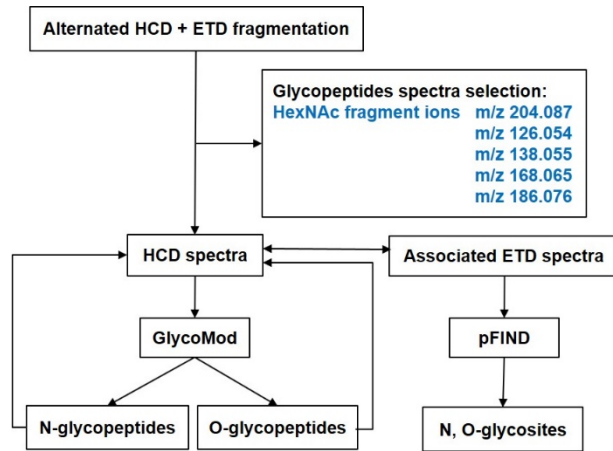 Alternated HCD + ETD fragmentation
Glycopeptides spectra selection:
HexNAc fragment ions m/z 204.087
m/z 126.054
m/z 138.055
m/z 168.065
m/z 186.076
HCD spectra
Associated ETD spectra
GlycoMod
pFIND
N-glycopeptides
O-glycopeptides
N, O-glycosites